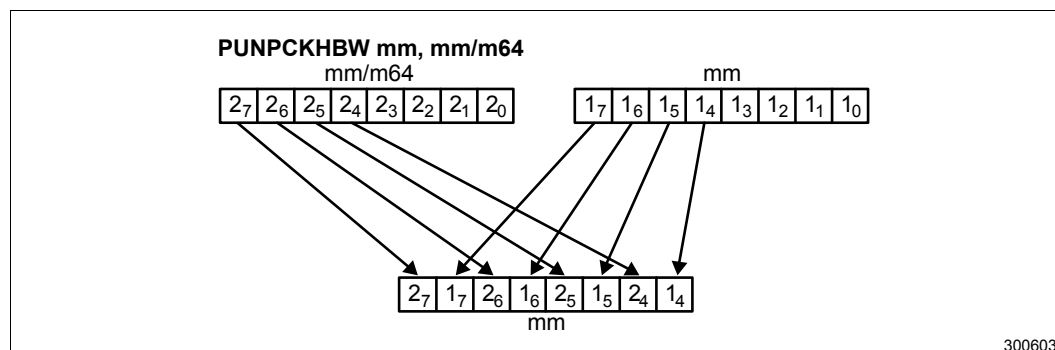 PUNPCKHBW mm, mm/m64
mm/m64 mm
2₇ 2₆ 2₅ 2₄ 2₃ 2₂ 2₁ 2₀ 1₇ 1₆ 1₅ 1₄ 1₃ 1₂ 1₁ 1₀
2₇ 1₇ 2₆ 1₆ 2₅ 1₅ 2₄ 1₄
mm
300603